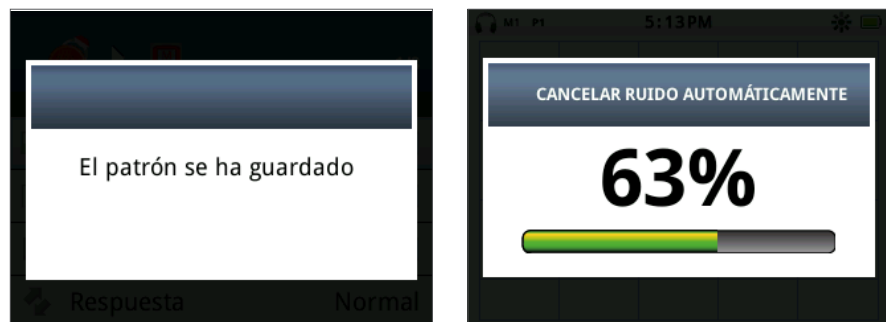 El patrón se ha guardado
Respuesta Normal
M1 P1 5:13PM
CANCELAR RUIDO AUTOMÁTICAMENTE
63%